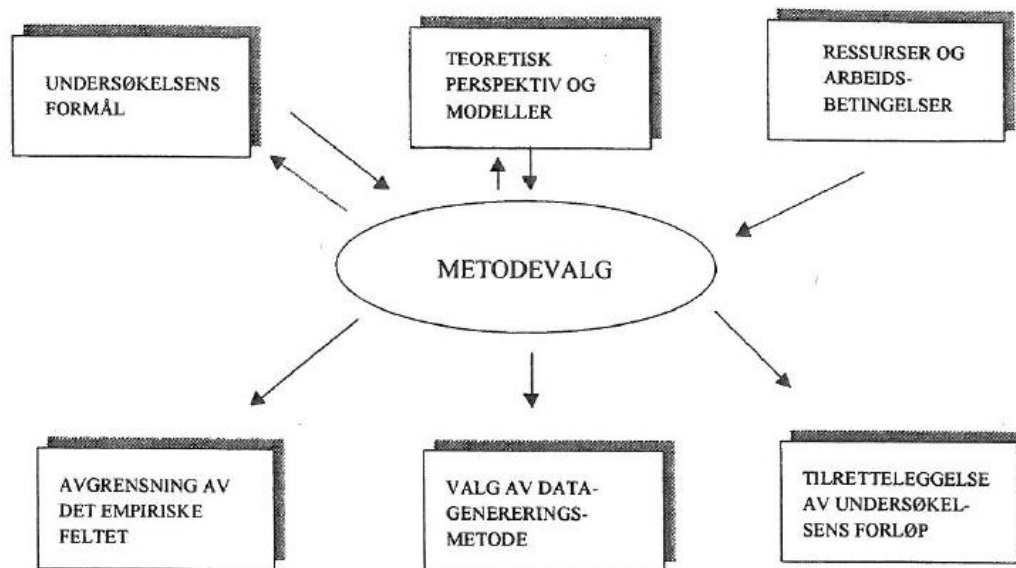 UNDERSØKELSENS
FORMÅL
TEORETISK
PERSPEKTIV OG
MODELLER
RESSURSER OG
ARBEIDS-
BETINGELSER
METODEVALG
AVGRENSNING AV
DET EMPIRISKE
FELTET
VALG AV DATA-
GENERERINGS-
METODE
TILRETTELEGGELSE
AV UNDERSØKEL-
SENS FORLØP